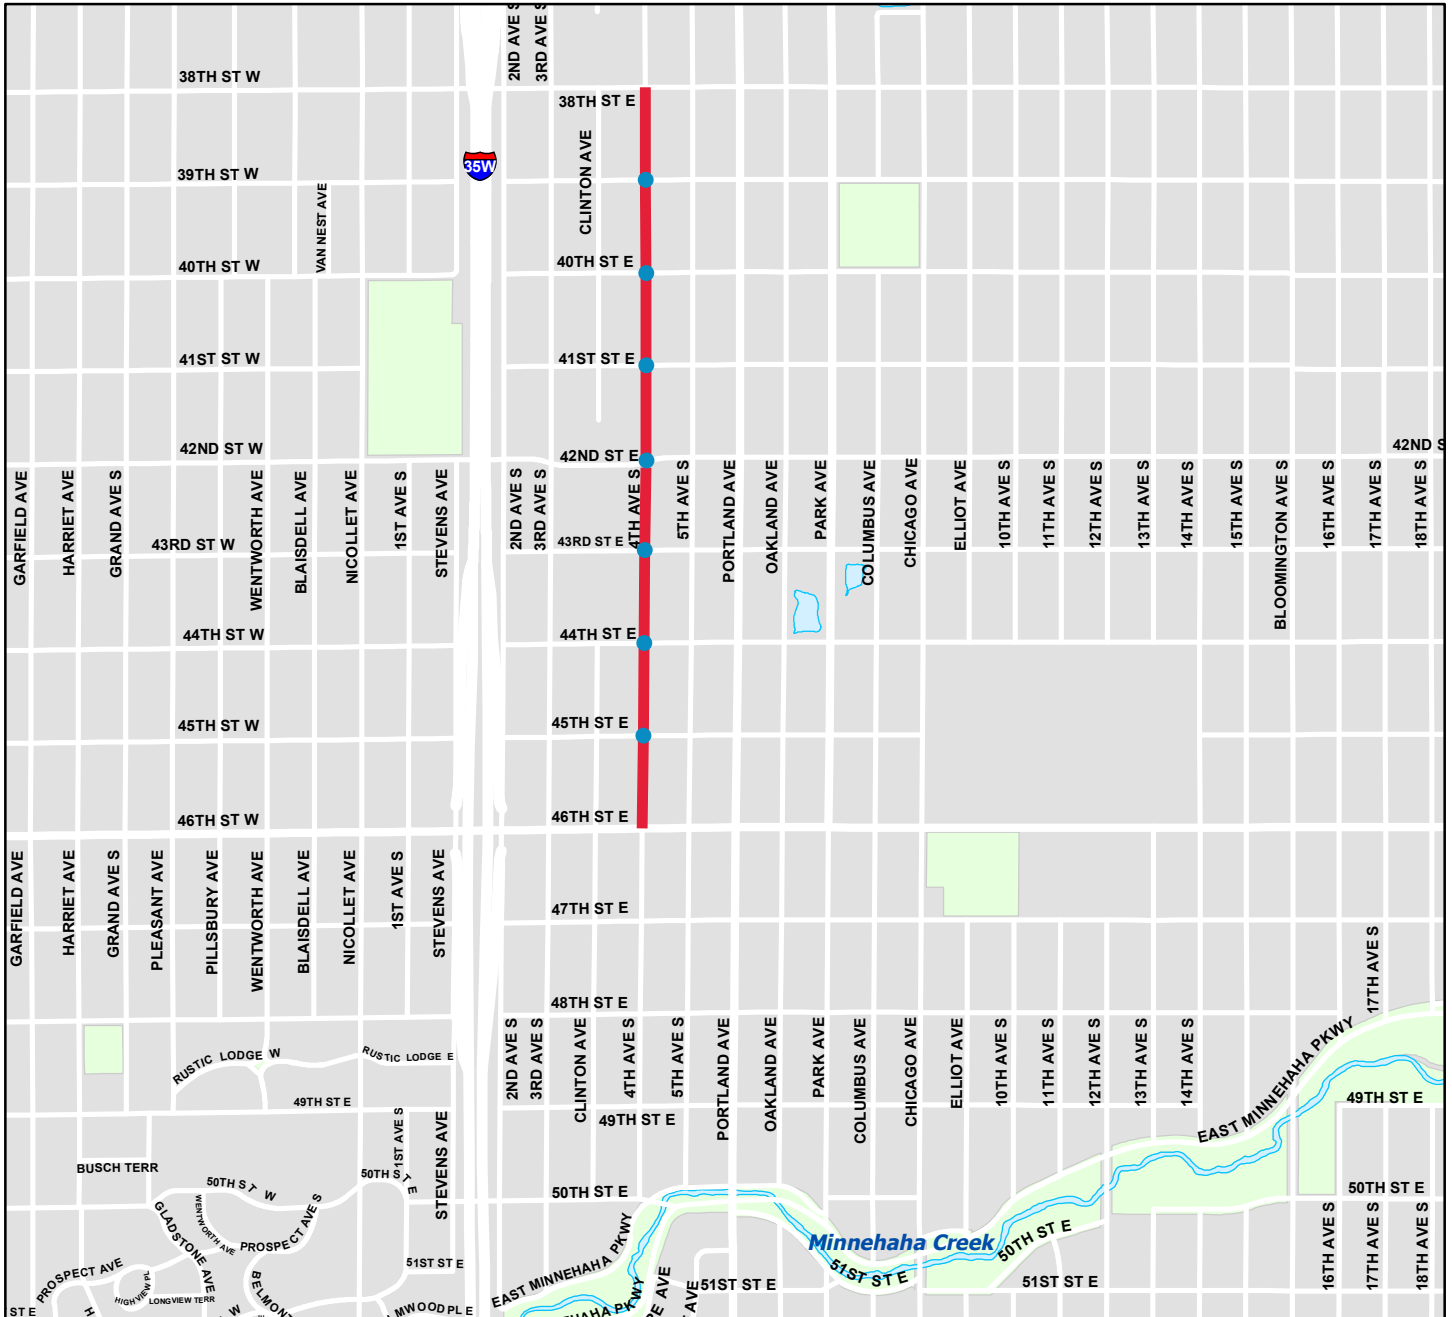 2ND AVE S
3RD AVE S
38TH ST W
38TH ST E
CLINTON AVE
35W
39TH ST W
VAN NEST AVE
40TH ST W
40TH ST E
41ST ST W
41ST ST E
42ND ST W
42ND ST E
42ND S
GARFIELD AVE
HARRIET AVE
GRAND AVE S
WENTWORTH AVE
BLAISDELL AVE
NICOLLET AVE
1ST AVE S
STEVENS AVE
2ND AVE S
3RD AVE S
4TH AVE S
5TH AVE S
PORTLAND AVE
OAKLAND AVE
PARK AVE
COLUMBUS AVE
CHICAGO AVE
ELLIOT AVE
10TH AVE S
11TH AVE S
12TH AVE S
13TH AVE S
14TH AVE S
15TH AVE S
BLOOMINGTON AVE
16TH AVE S
17TH AVE S
18TH AVE S
43RD ST W
43RD ST E
44TH ST W
44TH ST E
45TH ST W
45TH ST E
46TH ST W
46TH ST E
GARFIELD AVE
HARRIET AVE
GRAND AVE S
PLEASANT AVE
PILLSBURY AVE
WENTWORTH AVE
BLAISDELL AVE
NICOLLET AVE
1ST AVE S
STEVENS AVE
47TH ST E
17TH AVE S
48TH ST E
2ND AVE S
3RD AVE S
CLINTON AVE
4TH AVE S
5TH AVE S
PORTLAND AVE
OAKLAND AVE
PARK AVE
COLUMBUS AVE
CHICAGO AVE
ELLIOT AVE
10TH AVE S
11TH AVE S
12TH AVE S
13TH AVE S
14TH AVE S
EAST MINNEHAHA PKWY
RUSTIC LODGE W
RUSTIC LODGE E
49TH ST E
49TH ST E
49TH ST E
1ST AVE S
STEVENS AVE
BUSCH TERR
50TH ST W
50TH ST E
50TH ST E
50TH ST E
GLADSTONE AVE
WENTWORTH AVE
PROSPECT AVE S
EAST MINNEHAHA PKWY
Minnehaha Creek
50TH ST E
16TH AVE S
17TH AVE S
18TH AVE S
PROSPECT AVE
HIGHVIEW PL
LONGVIEW TERR
BELMONT
51ST ST E
51ST ST E
51ST ST E
51ST ST E
ST E
H
W
LMWOOD PL E
HAHA PKWY
PE AVE
AVE